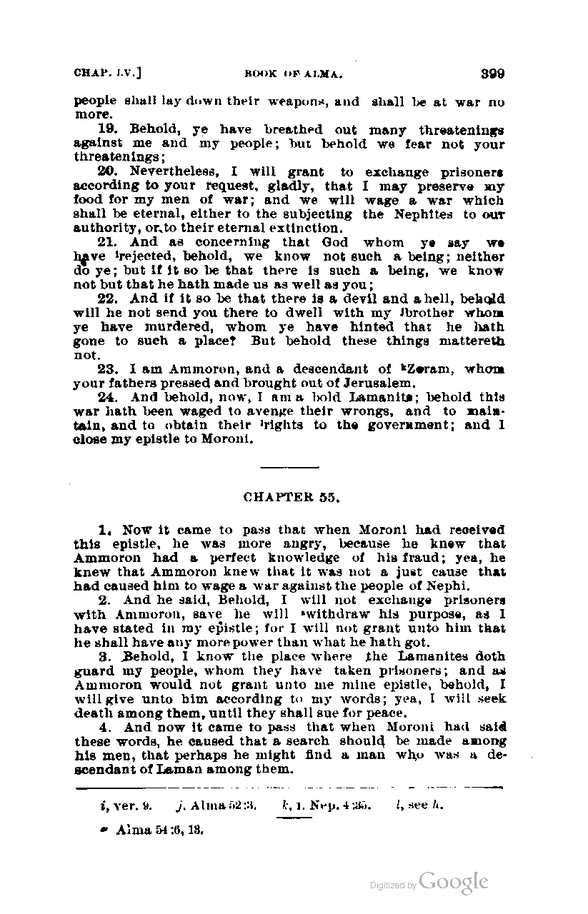 CHAP. LV.] BOOK OF ALMA. 399
people shall lay down their weapons, and shall be at war no
more.
19. Behold, ye have breathed out many threatenings
against me and my people; but behold we fear not your
threatenings;
20. Nevertheless, I will grant to exchange prisoners
according to your request, gladly, that I may preserve my
food for my men of war; and we will wage a war which
shall be eternal, either to the subjecting the Nephites to our
authority, or to their eternal extinction.
21. And as concerning that God whom ye say we
have ⁱrejected, behold, we know not such a being; neither
do ye; but if it so be that there is such a being, we know
not but that he hath made us as well as you;
22. And if it so be that there is a devil and a hell, behold
will he not send you there to dwell with my ʲbrother whom
ye have murdered, whom ye have hinted that he hath
gone to such a place? But behold these things mattereth
not.
23. I am Ammoron, and a descendant of ᵏZoram, whom
your fathers pressed and brought out of Jerusalem.
24. And behold, now, I am a bold Lamanite; behold this
war hath been waged to avenge their wrongs, and to main-
tain, and to obtain their ˡrights to the government; and I
close my epistle to Moroni.
CHAPTER 55.
1. Now it came to pass that when Moroni had received
this epistle, he was more angry, because he knew that
Ammoron had a perfect knowledge of his fraud; yea, he
knew that Ammoron knew that it was not a just cause that
had caused him to wage a war against the people of Nephi.
2. And he said, Behold, I will not exchange prisoners
with Ammoron, save he will ᵃwithdraw his purpose, as I
have stated in my epistle; for I will not grant unto him that
he shall have any more power than what he hath got.
3. Behold, I know the place where the Lamanites doth
guard my people, whom they have taken prisoners; and as
Ammoron would not grant unto me mine epistle, behold, I
will give unto him according to my words; yea, I will seek
death among them, until they shall sue for peace.
4. And now it came to pass that when Moroni had said
these words, he caused that a search should be made among
his men, that perhaps he might find a man who was a de-
scendant of Laman among them.
i, ver. 9. j, Alma 52:3. k, 1. Nep. 4:35. l, see h.
ᵃ Alma 54:6, 13.
Digitized by Google